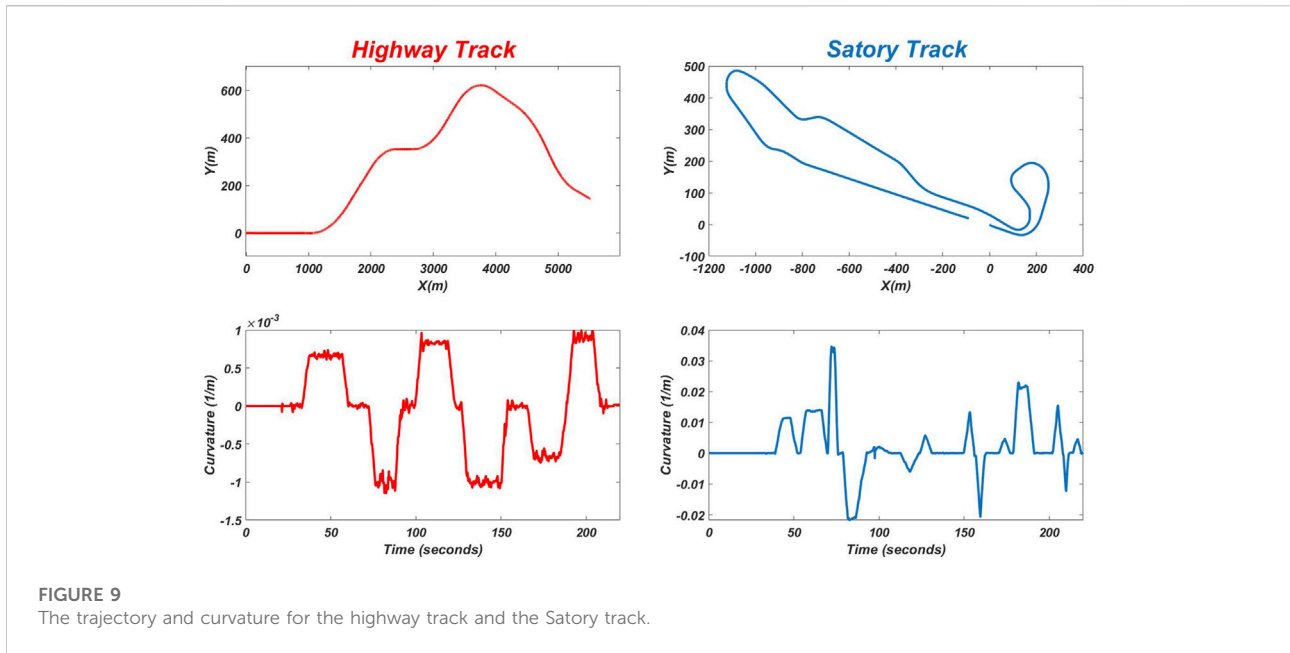 Highway Track
600
400
200
0
Y(m)
0 1000 2000 3000 4000 5000
X(m)
Satory Track
500
400
300
200
100
0
-100
Y(m)
-1200 -1000 -800 -600 -400 -200 0 200 400
X(m)
×10-3
1
0.5
0
-0.5
-1
-1.5
Curvature (1/m)
0 50 100 150 200
Time (seconds)
0.04
0.03
0.02
0.01
0
-0.01
-0.02
Curvature (1/m)
0 50 100 150 200
Time (seconds)
FIGURE 9
The trajectory and curvature for the highway track and the Satory track.